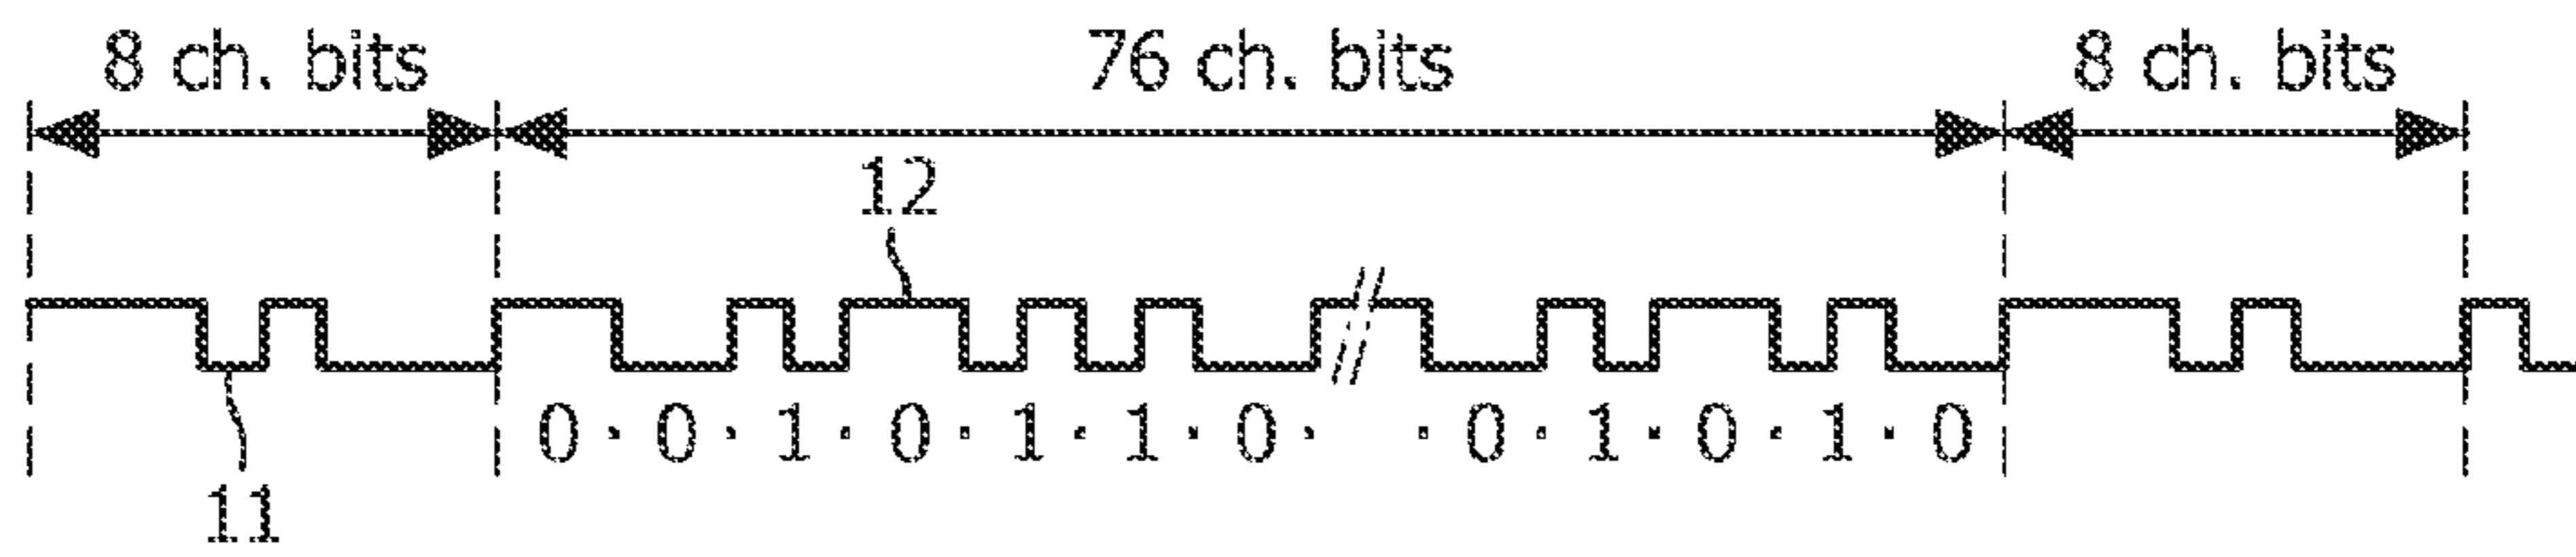 8 ch. bits 76 ch. bits 8 ch. bits
12
0 · 0 · 1 · 0 · 1 · 1 · 0 · · 0 · 1 · 0 · 1 · 0
11